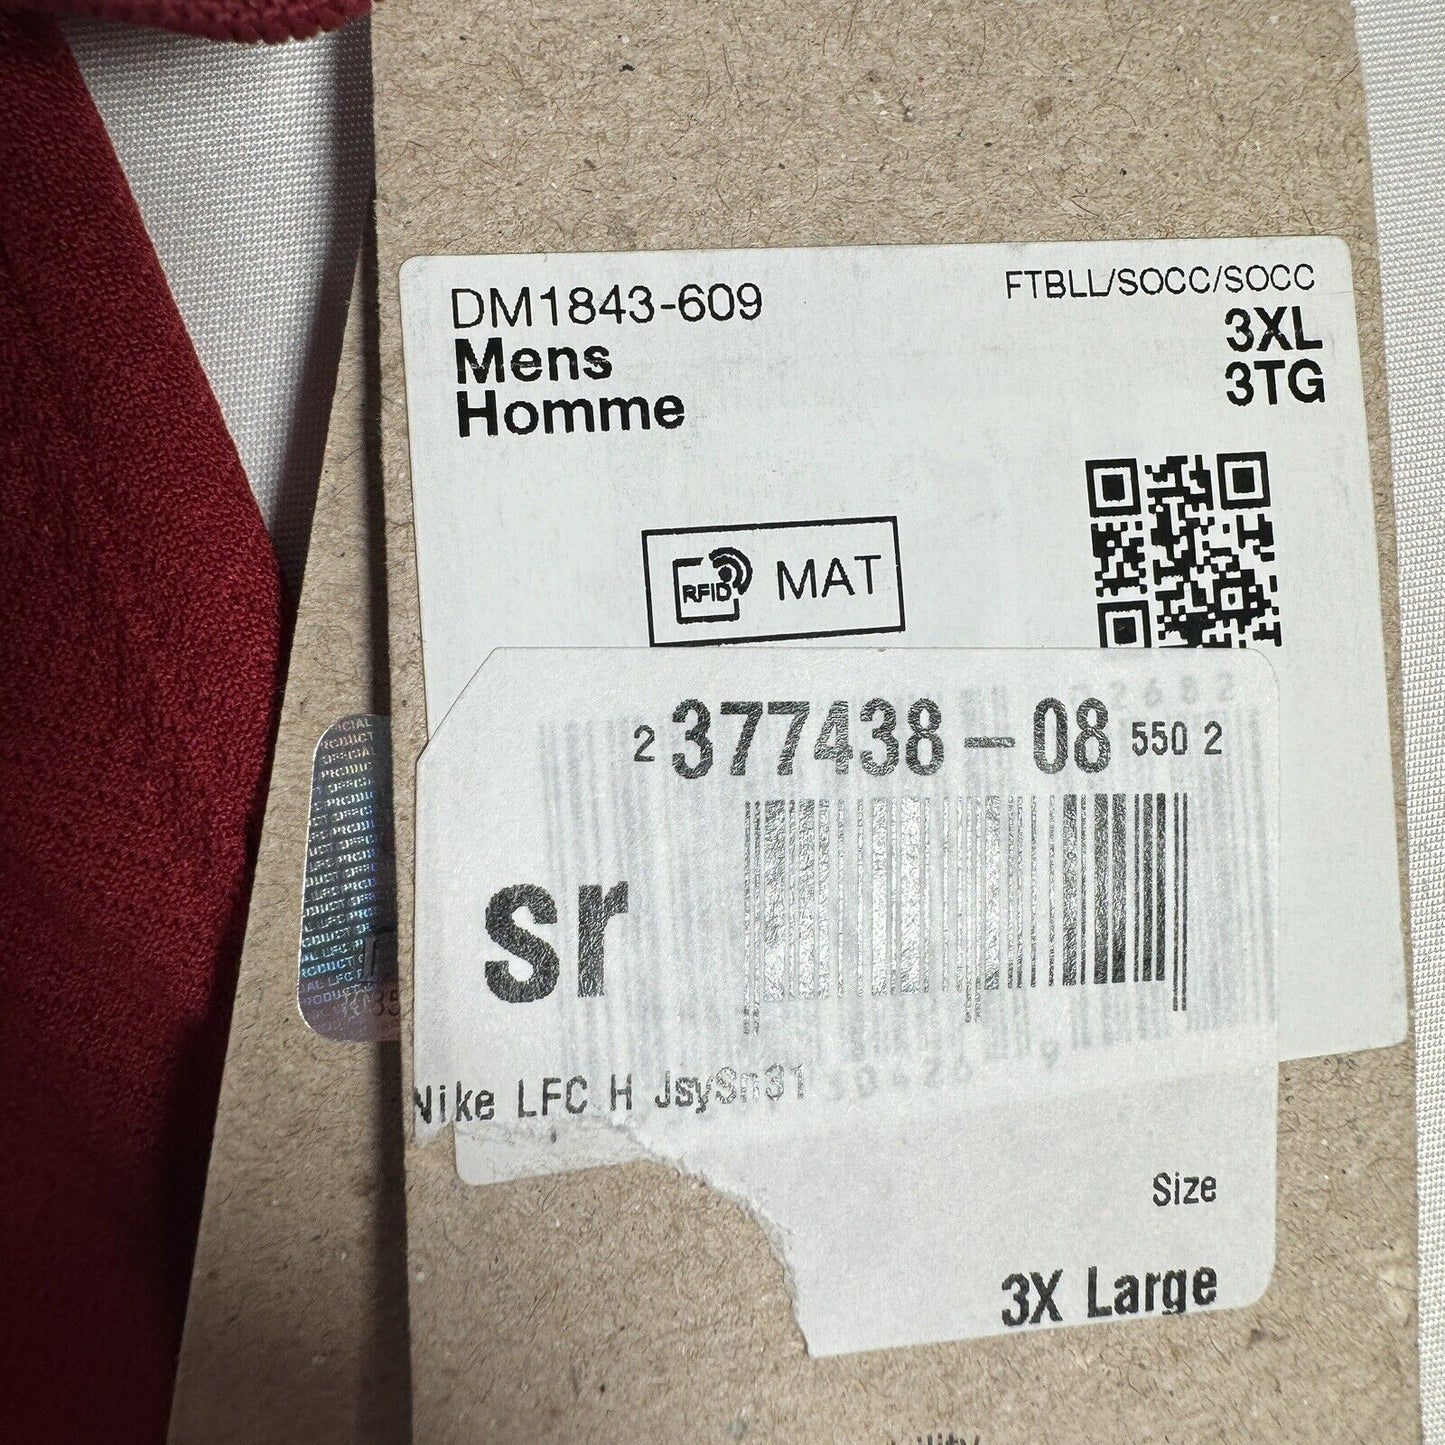 DM1843-609
Mens
Homme
FTBLL/SOCC/SOCC
3XL
3TG
RFID MAT
2 377438-08 550 2
sr
Nike LFC H JsySn31
Size
3X Large